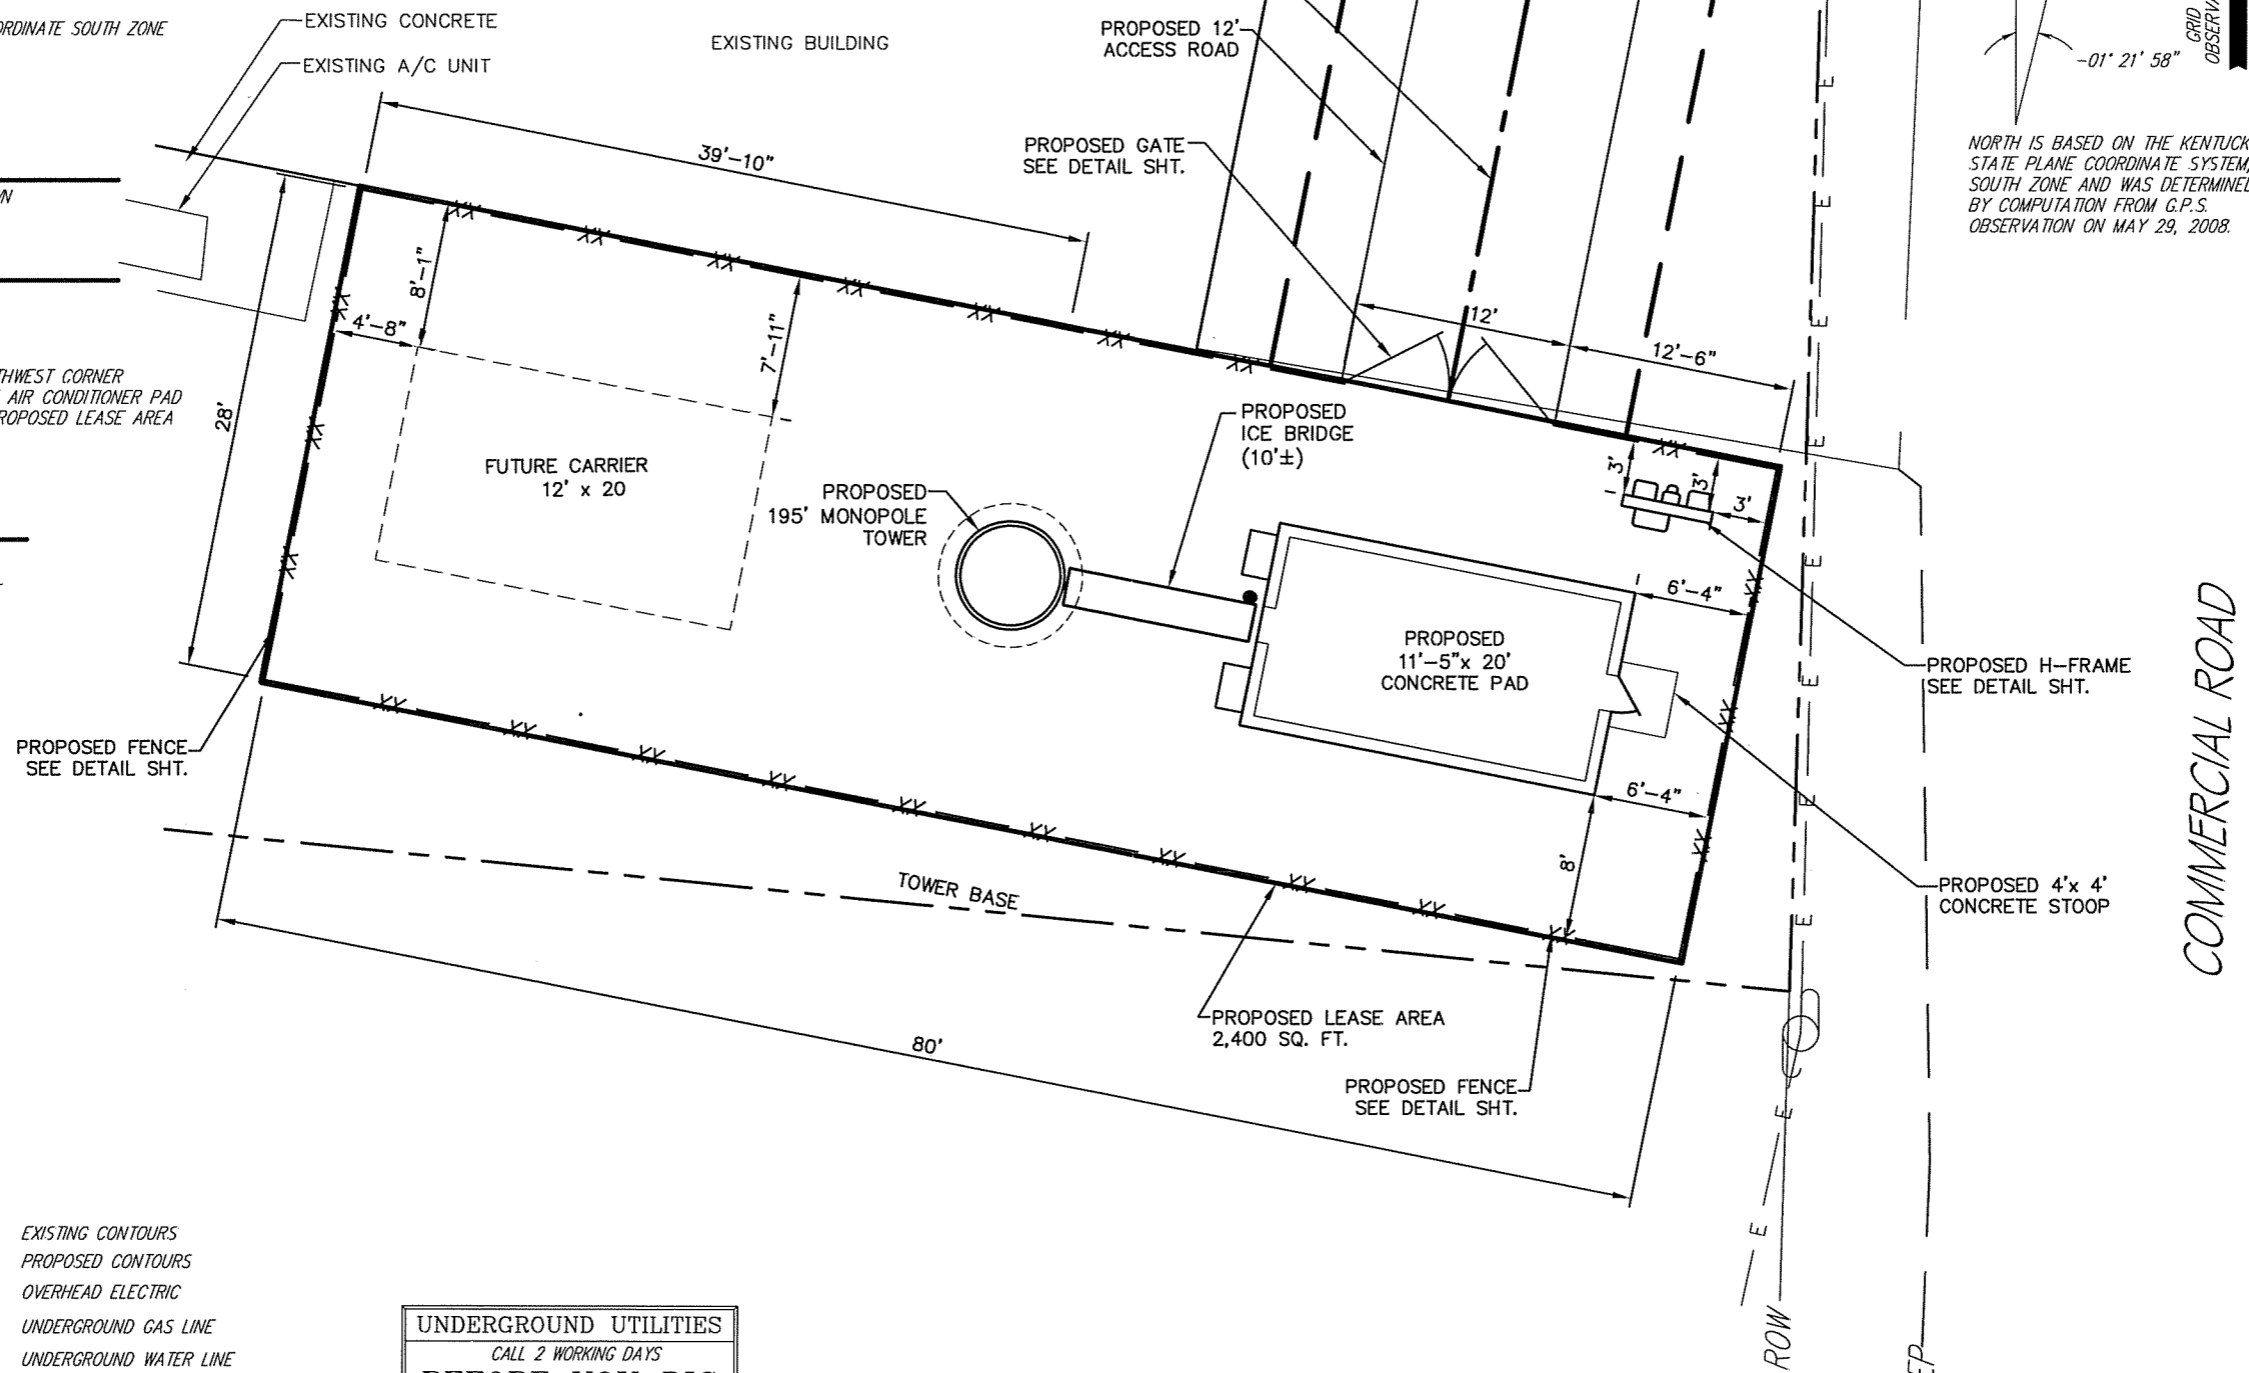 ORDINATE SOUTH ZONE
EXISTING CONCRETE
EXISTING A/C UNIT
EXISTING BUILDING
PROPOSED 12'
ACCESS ROAD
PROPOSED GATE
SEE DETAIL SHT.
GRID
-01° 21' 58"
NORTH IS BASED ON THE KENTUCK
STATE PLANE COORDINATE SYSTEM,
SOUTH ZONE AND WAS DETERMINED
BY COMPUTATION FROM G.P.S.
OBSERVATION ON MAY 29, 2008.
39'-10"
8'-1"
4'-8"
7'-11"
28'
12'
12'-6"
THWEST CORNER
AIR CONDITIONER PAD
ROPOSED LEASE AREA
FUTURE CARRIER
12' x 20
PROPOSED
195' MONOPOLE
TOWER
PROPOSED
ICE BRIDGE
(10'±)
3'
3'
3'
6'-4"
PROPOSED
11'-5"x 20'
CONCRETE PAD
PROPOSED H-FRAME
SEE DETAIL SHT.
COMMERCIAL ROAD
6'-4"
8'
PROPOSED 4'x 4'
CONCRETE STOOP
PROPOSED FENCE
SEE DETAIL SHT.
TOWER BASE
80'
PROPOSED LEASE AREA
2,400 SQ. FT.
PROPOSED FENCE
SEE DETAIL SHT.
E
E
E
E
E
E
E
E
E
E
E
ROW
EP
EXISTING CONTOURS
PROPOSED CONTOURS
OVERHEAD ELECTRIC
UNDERGROUND GAS LINE
UNDERGROUND WATER LINE
UNDERGROUND UTILITIES
CALL 2 WORKING DAYS
BEFORE YOU DIG